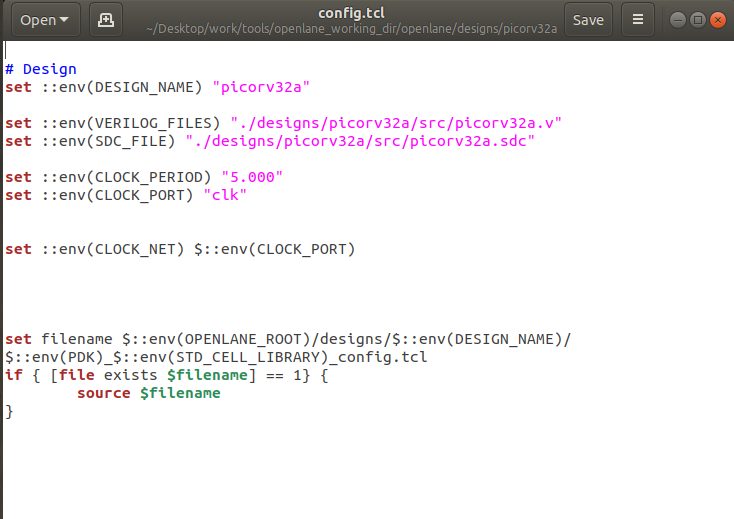 Open
config.tcl
~/Desktop/work/tools/openlane_working_dir/openlane/designs/picorv32a
Save
# Design
set ::env(DESIGN_NAME) "picorv32a"
set ::env(VERILOG_FILES) "./designs/picorv32a/src/picorv32a.v"
set ::env(SDC_FILE) "./designs/picorv32a/src/picorv32a.sdc"
set ::env(CLOCK_PERIOD) "5.000"
set ::env(CLOCK_PORT) "clk"
set ::env(CLOCK_NET) $::env(CLOCK_PORT)
set filename $::env(OPENLANE_ROOT)/designs/$::env(DESIGN_NAME)/
$::env(PDK)_$::env(STD_CELL_LIBRARY)_config.tcl
if { [file exists $filename] == 1} {
        source $filename
}